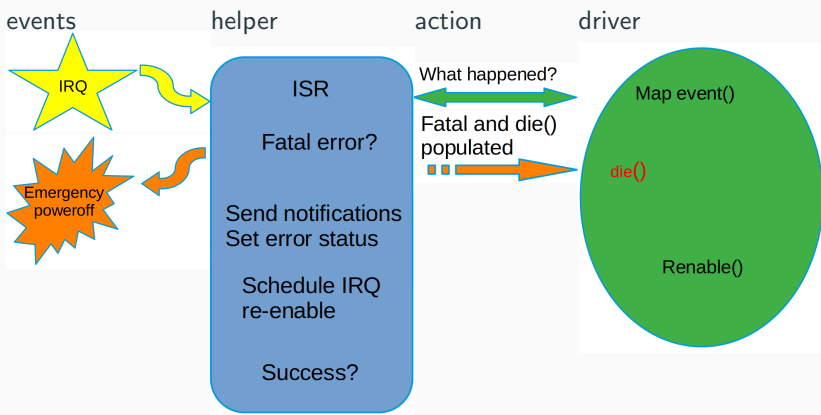 events
helper
action
driver
IRQ
Emergency
poweroff
ISR
Fatal error?
Send notifications
Set error status
Schedule IRQ
re-enable
Success?
What happened?
Fatal and die()
populated
Map event()
die()
Renable()